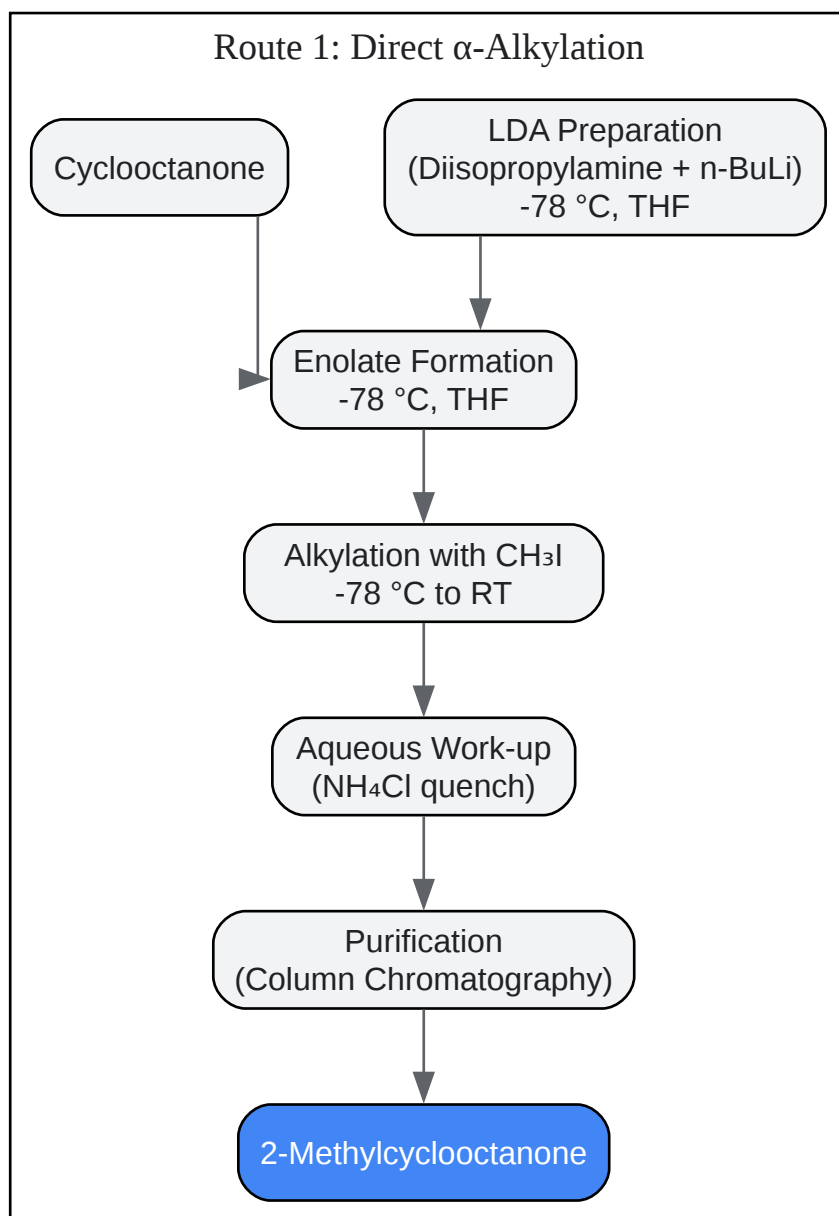 Route 1: Direct α-Alkylation
Cyclooctanone
LDA Preparation
(Diisopropylamine + n-BuLi)
-78 °C, THF
Enolate Formation
-78 °C, THF
Alkylation with CH₃I
-78 °C to RT
Aqueous Work-up
(NH₄Cl quench)
Purification
(Column Chromatography)
2-Methylcyclooctanone